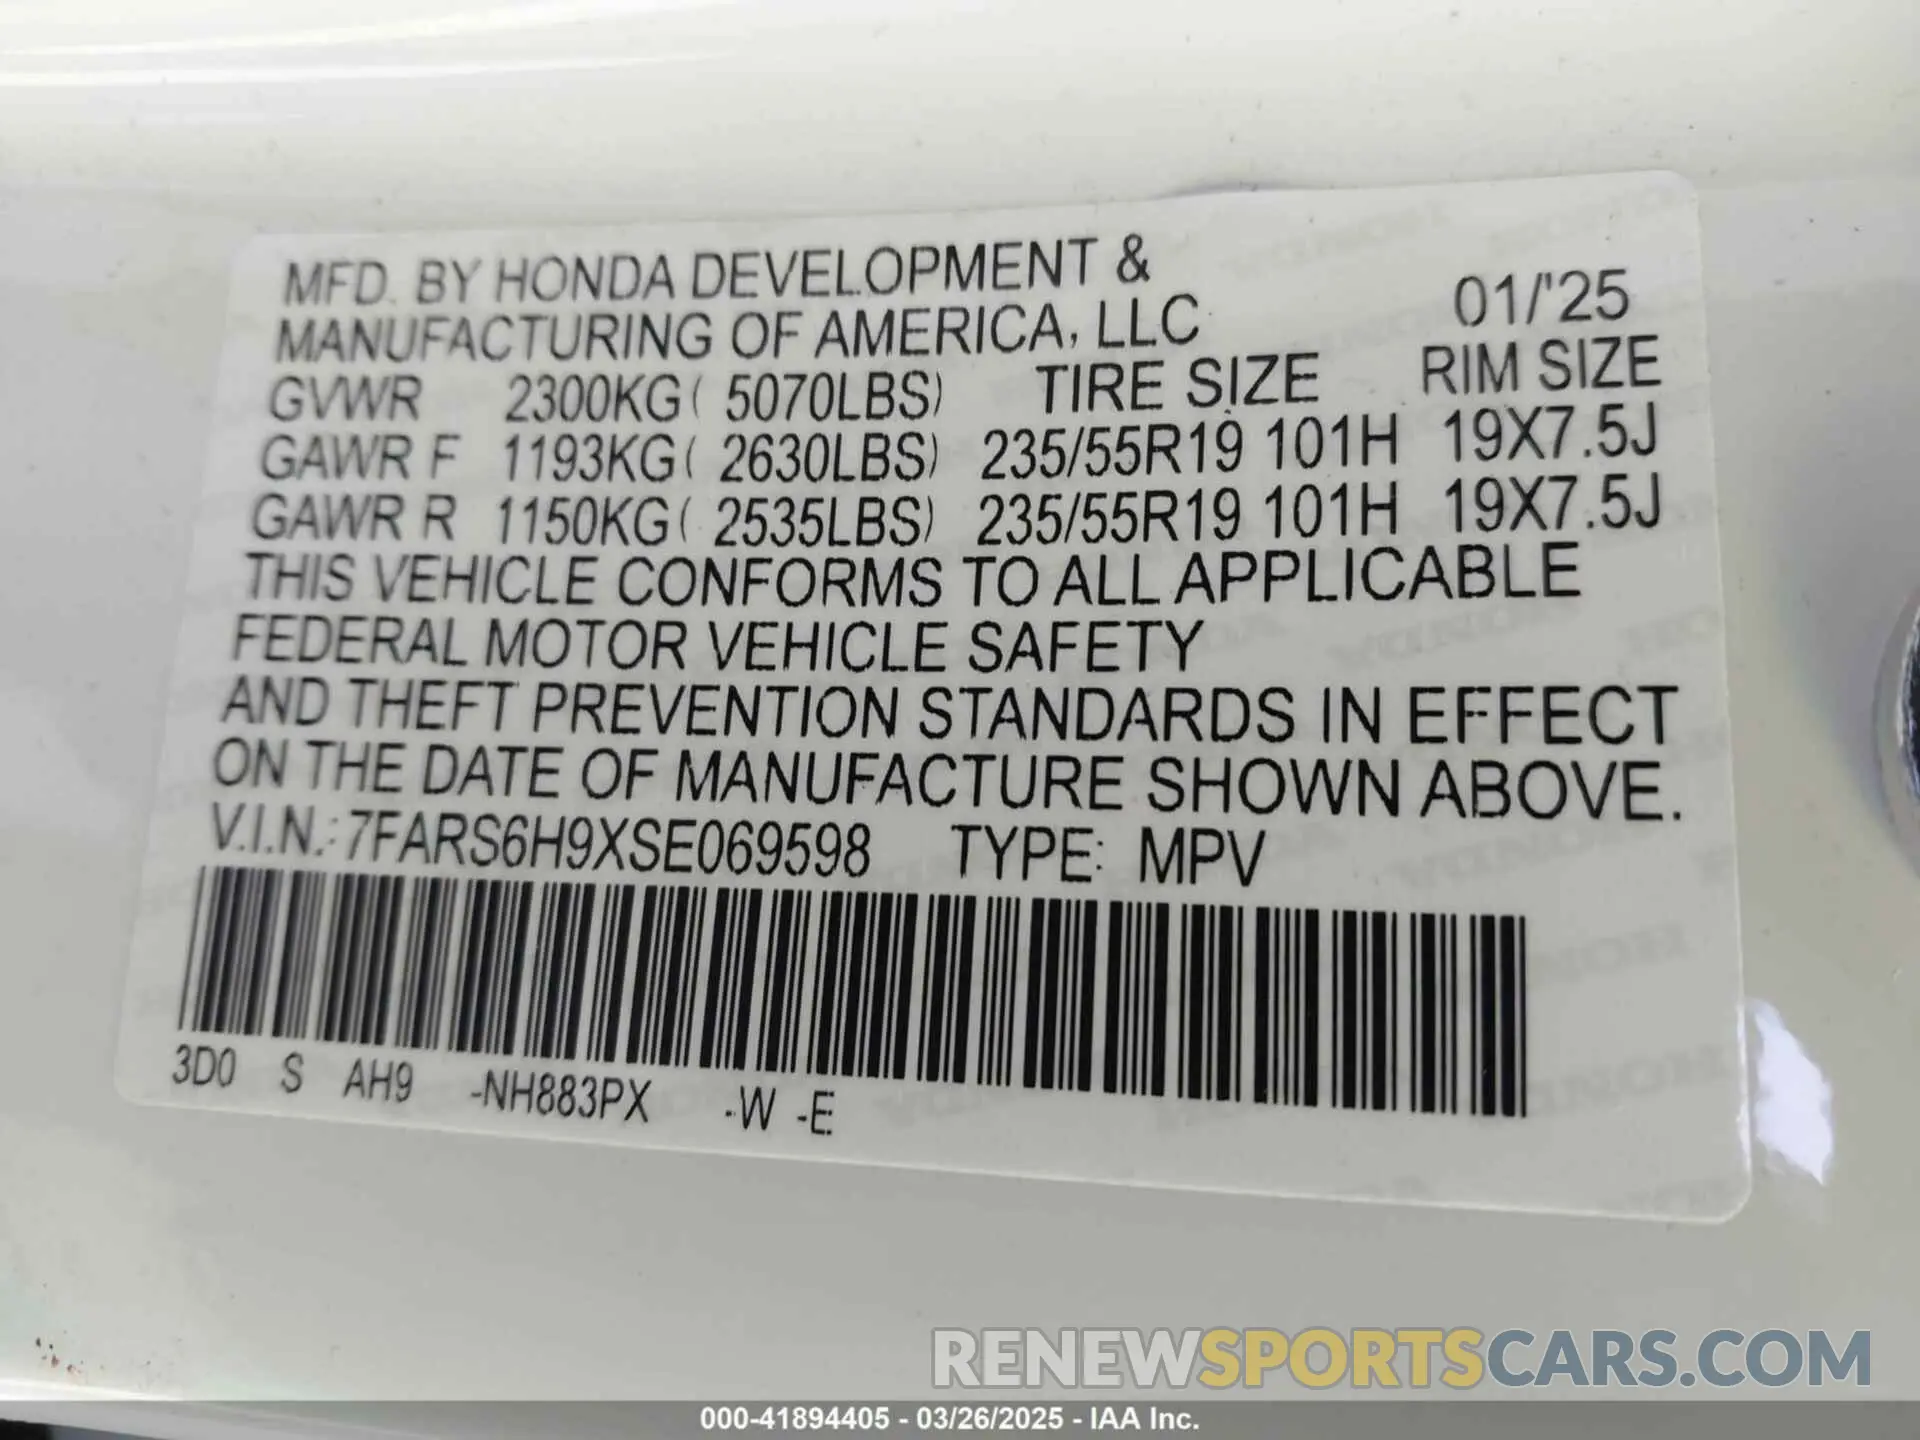 MFD. BY HONDA DEVELOPMENT &
MANUFACTURING OF AMERICA, LLC 01/'25
GVWR 2300KG( 5070LBS) TIRE SIZE RIM SIZE
GAWR F 1193KG( 2630LBS) 235/55R19 101H 19X7.5J
GAWR R 1150KG( 2535LBS) 235/55R19 101H 19X7.5J
THIS VEHICLE CONFORMS TO ALL APPLICABLE
FEDERAL MOTOR VEHICLE SAFETY
AND THEFT PREVENTION STANDARDS IN EFFECT
ON THE DATE OF MANUFACTURE SHOWN ABOVE.
V.I.N.: 7FARS6H9XSE069598 TYPE: MPV
3D0 S AH9 -NH883PX -W -E
RENEWSPORTSCARS.COM
000-41894405 - 03/26/2025 - IAA Inc.